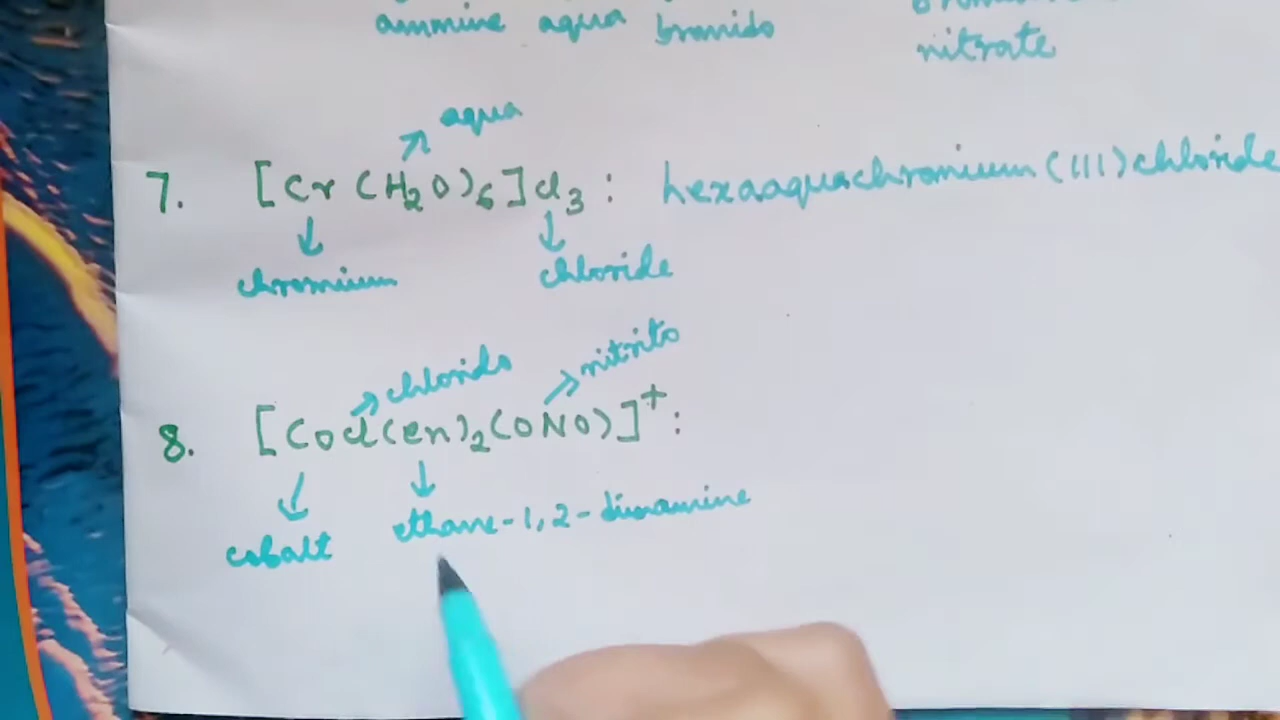 ammine aqua bromido
nitrate
aqua
7. [Cr(H₂O)₆]Cl₃ : hexaaquachromium(III)chloride
chromium chloride
chlorido nitrito
8. [CoCl(en)₂(ONO)]⁺ :
cobalt ethane-1,2-dimamine